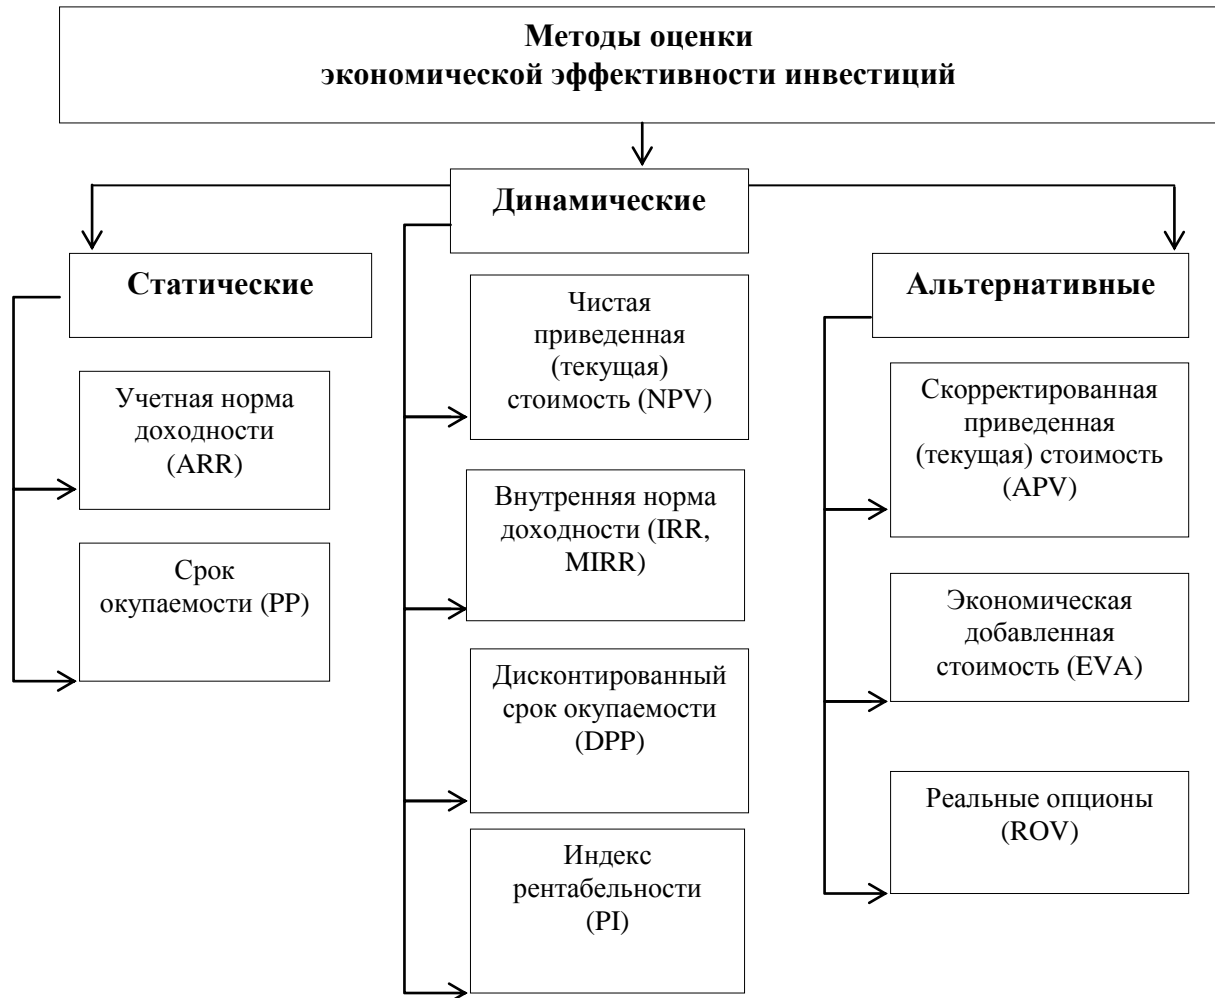 Методы оценки
экономической эффективности инвестиций
Динамические
Статические
Альтернативные
Учетная норма
доходности
(ARR)
Срок
окупаемости (PP)
Чистая
приведенная
(текущая)
стоимость (NPV)
Внутренняя норма
доходности (IRR,
MIRR)
Дисконтированный
срок окупаемости
(DPP)
Индекс
рентабельности
(PI)
Скорректированная
приведенная
(текущая) стоимость
(APV)
Экономическая
добавленная
стоимость (EVA)
Реальные опционы
(ROV)